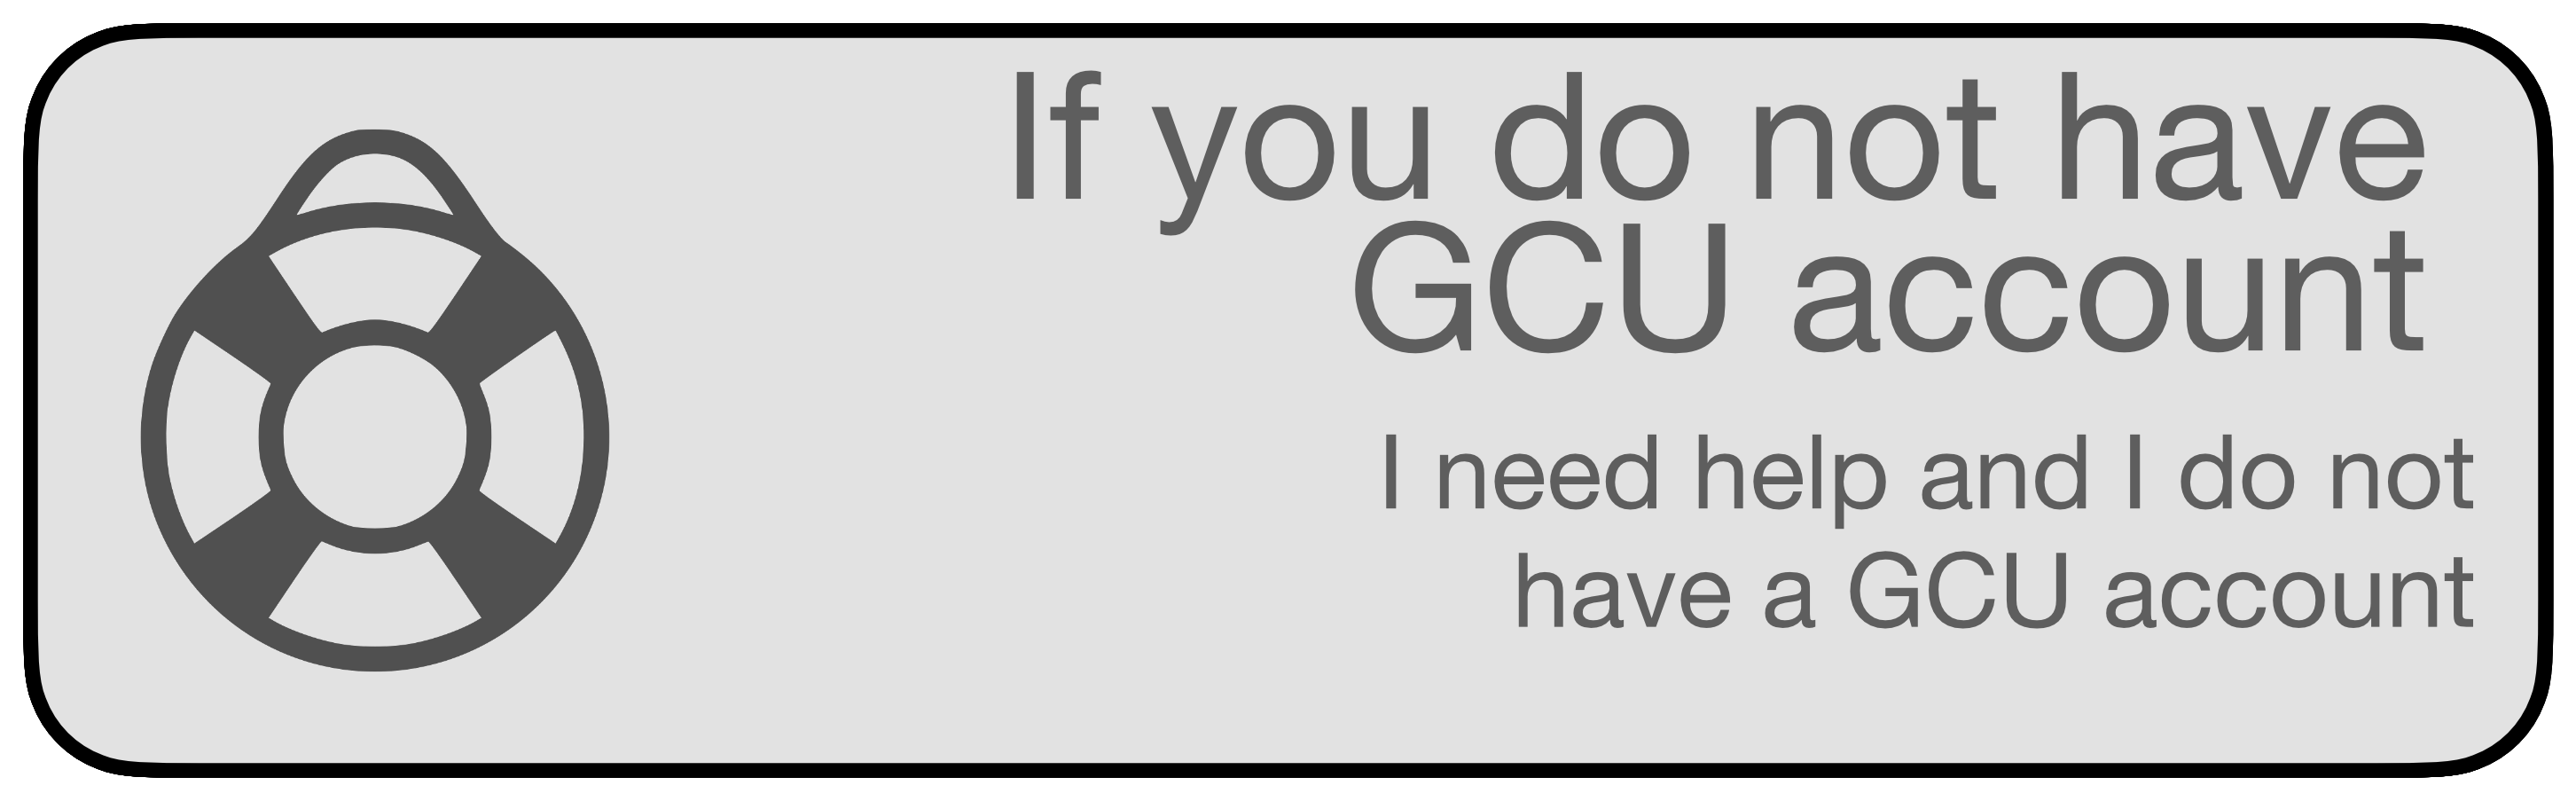 If you do not have
GCU account
I need help and I do not
have a GCU account